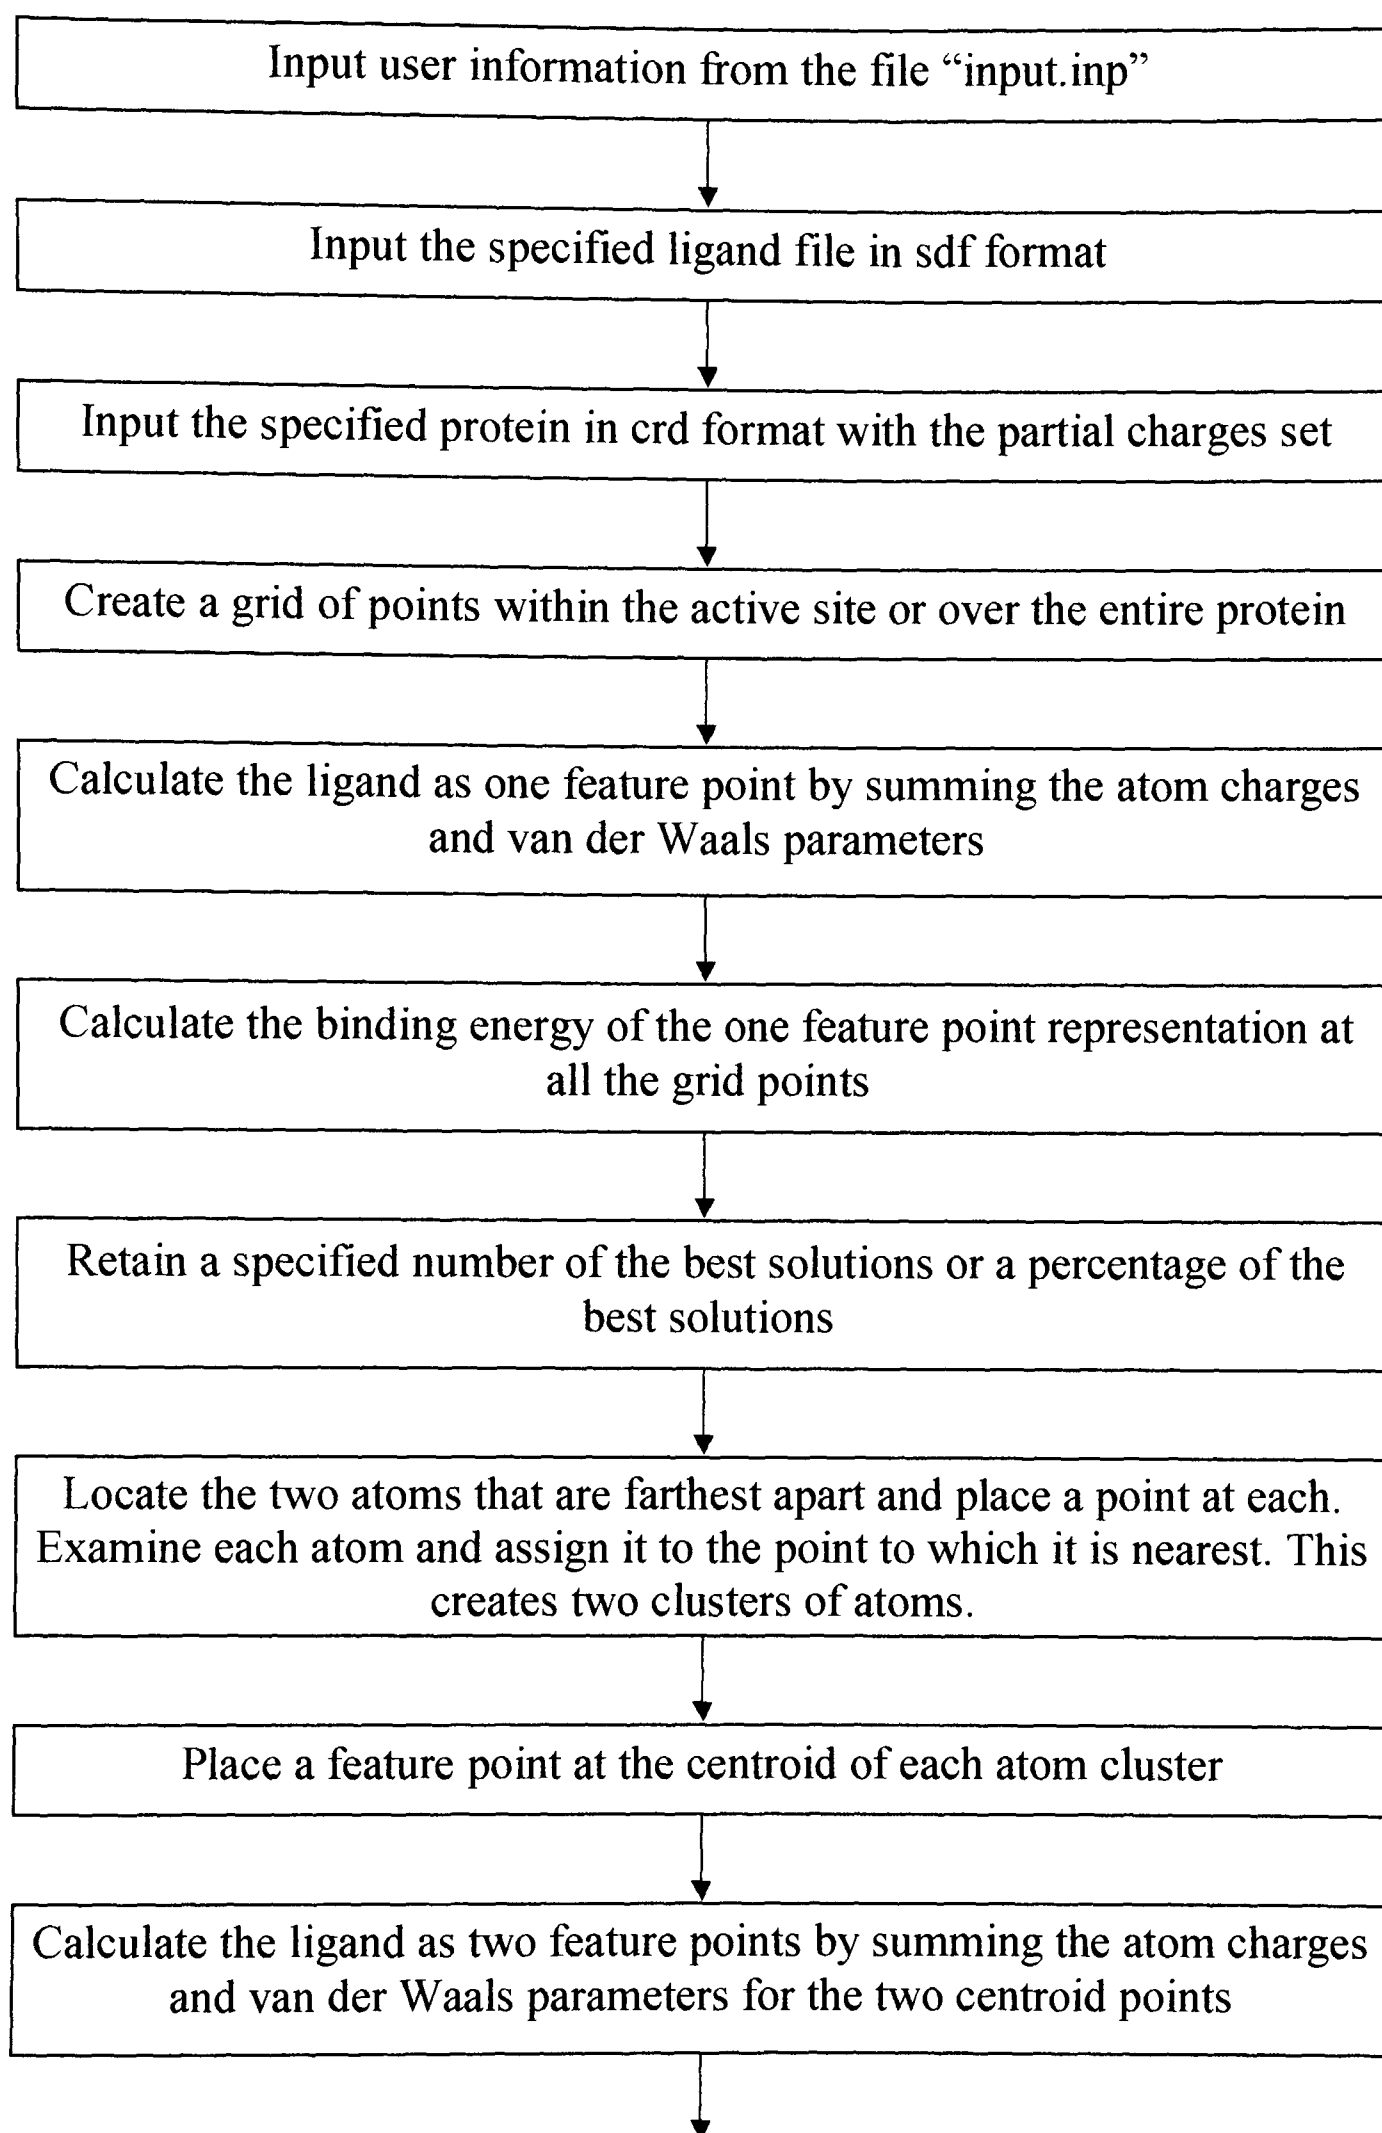 Input user information from the file “input.inp”
Input the specified ligand file in sdf format
Input the specified protein in crd format with the partial charges set
Create a grid of points within the active site or over the entire protein
Calculate the ligand as one feature point by summing the atom charges
and van der Waals parameters
Calculate the binding energy of the one feature point representation at
all the grid points
Retain a specified number of the best solutions or a percentage of the
best solutions
Locate the two atoms that are farthest apart and place a point at each.
Examine each atom and assign it to the point to which it is nearest. This
creates two clusters of atoms.
Place a feature point at the centroid of each atom cluster
Calculate the ligand as two feature points by summing the atom charges
and van der Waals parameters for the two centroid points